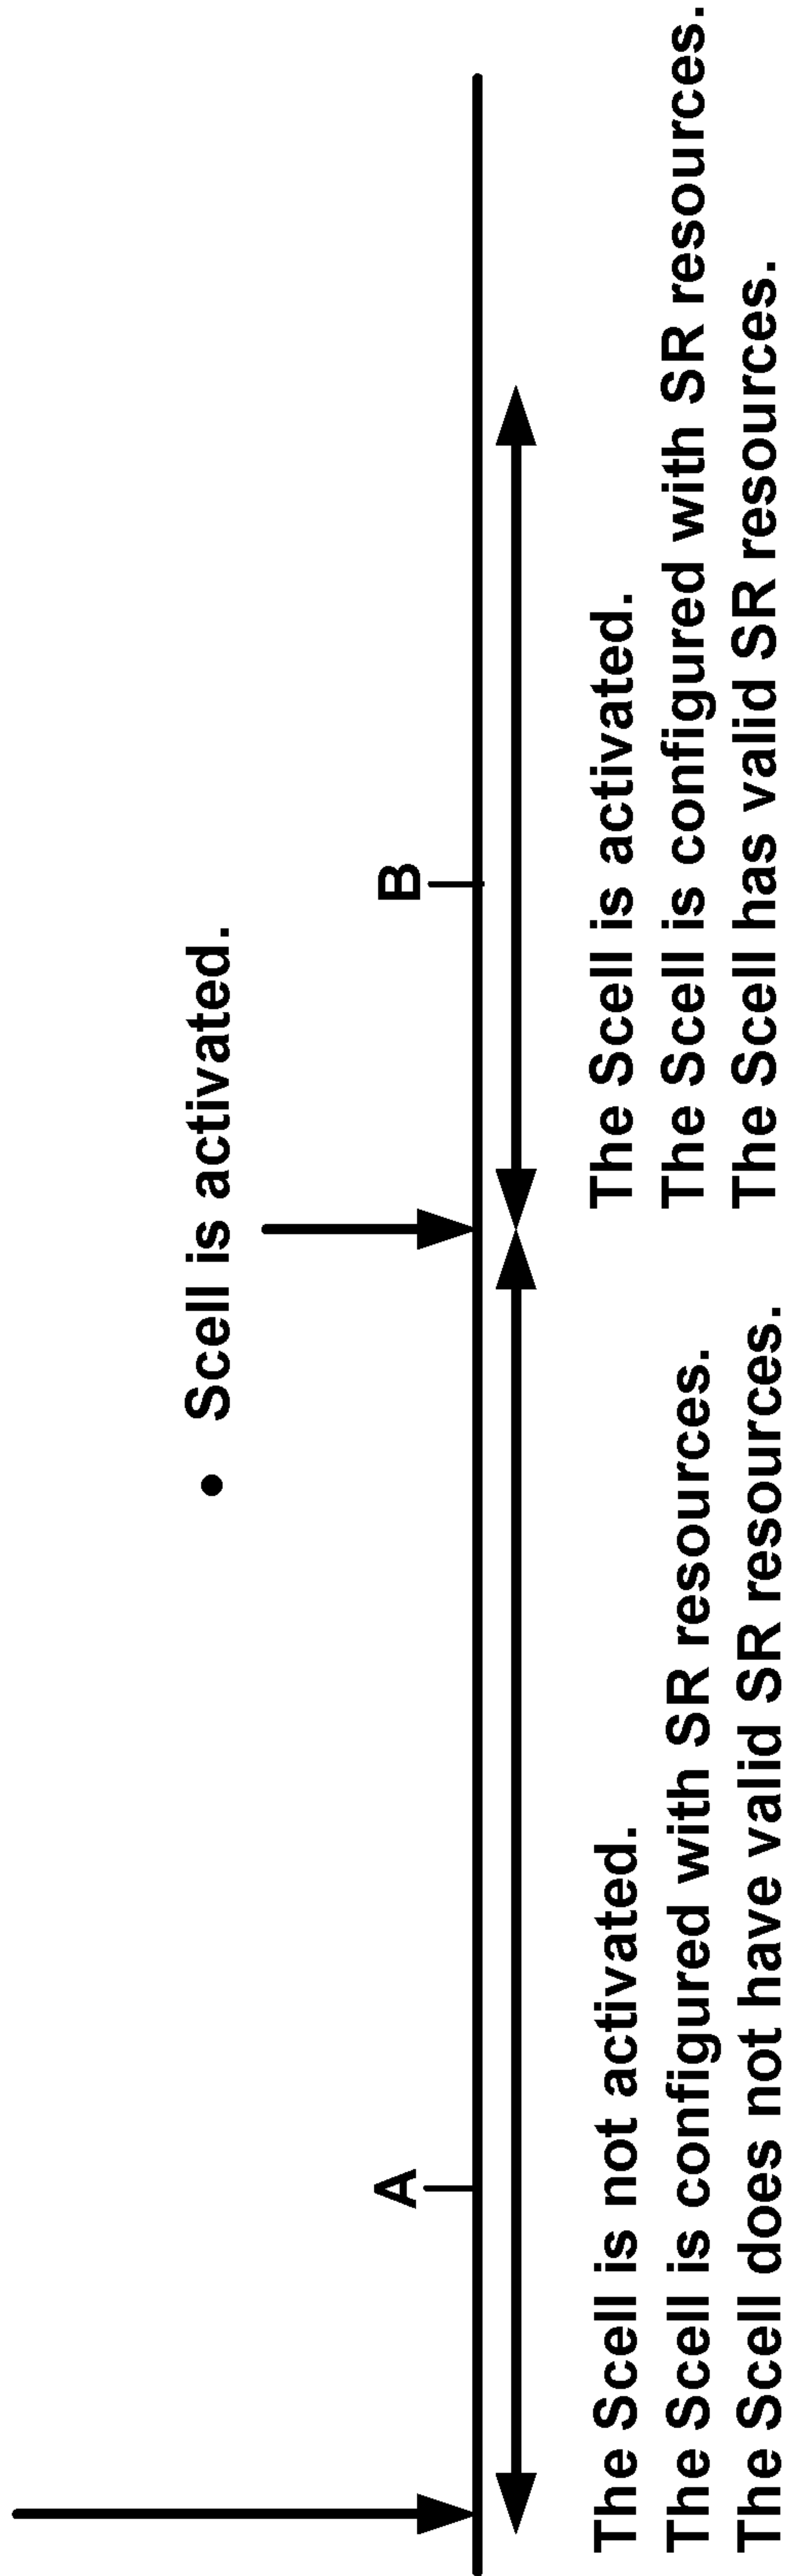 • Scell is activated.
A
B
The Scell is not activated.
The Scell is configured with SR resources.
The Scell does not have valid SR resources.
The Scell is activated.
The Scell is configured with SR resources.
The Scell has valid SR resources.